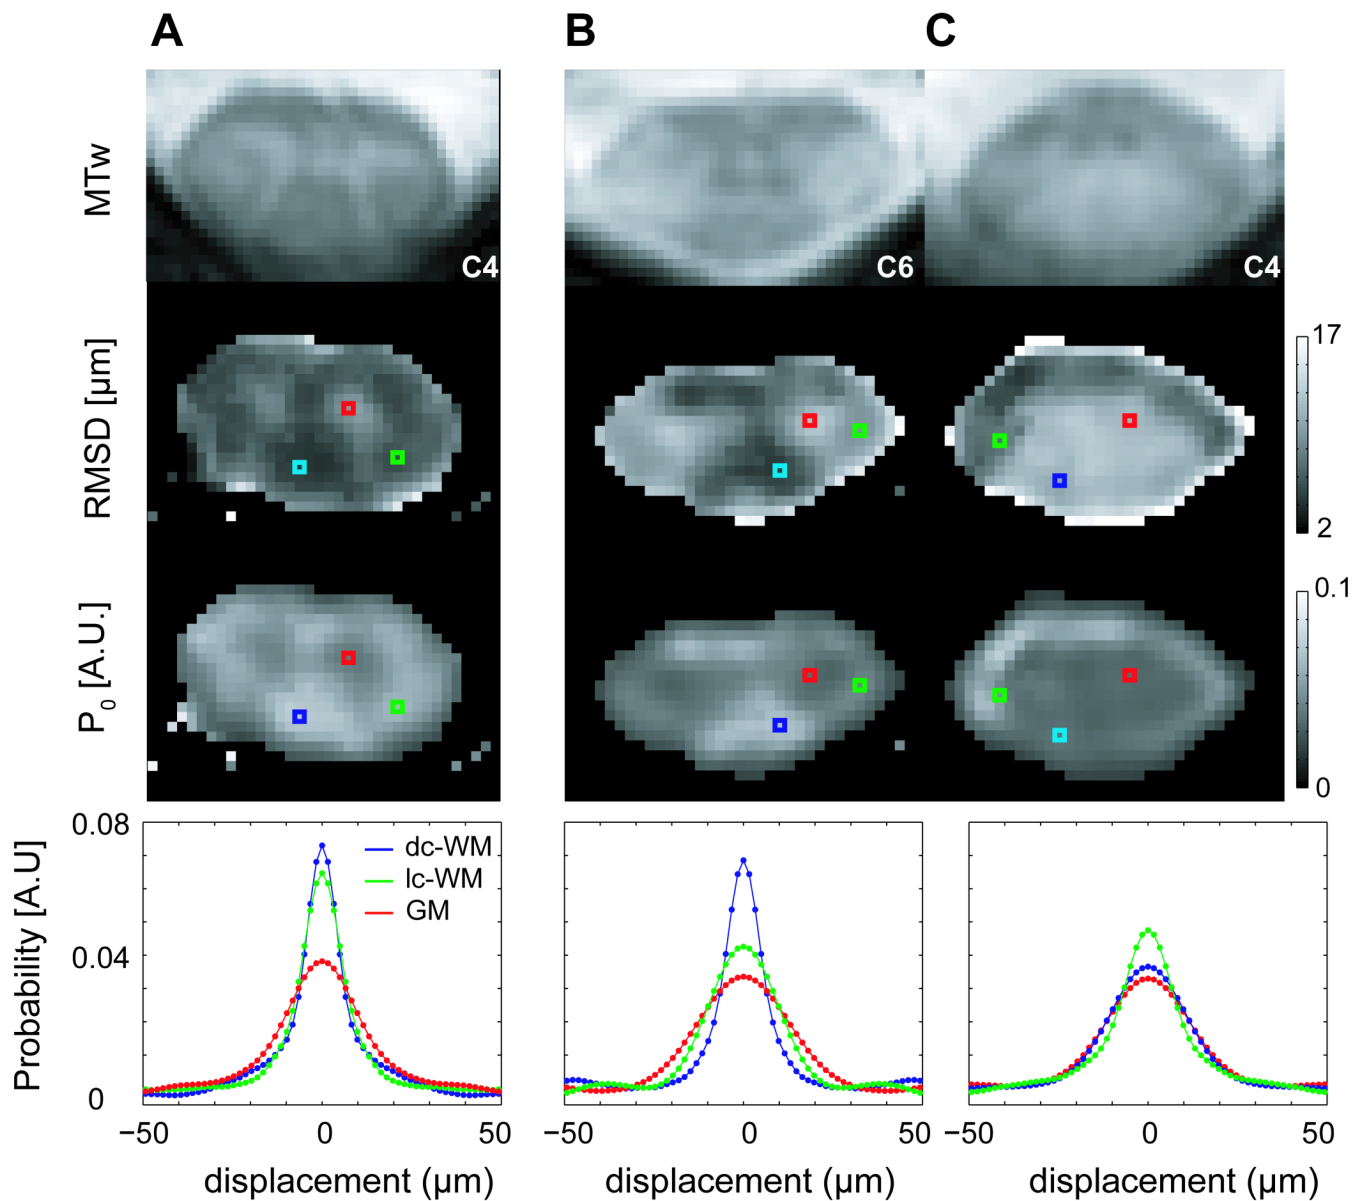 A B C
MTw
C4 C6 C4
RMSD [µm]
17
2
P0 [A.U.]
0.1
0
Probability [A.U]
0.08
0.04
0
dc-WM
lc-WM
GM
−50 0 50 −50 0 50 −50 0 50
displacement (µm) displacement (µm) displacement (µm)